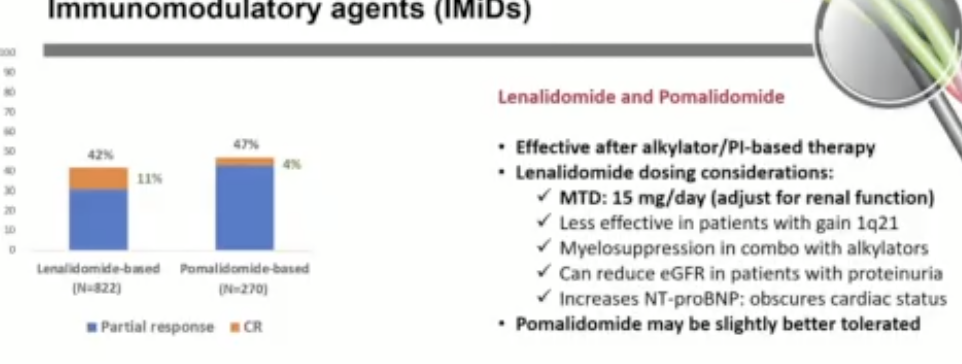 Immunomodulatory agents (IMiDs)
100
90
80
70
60
50
40
30
20
10
0
42%
11%
47%
4%
Lenalidomide-based
(N=822)
Pomalidomide-based
(N=270)
Partial response
CR
Lenalidomide and Pomalidomide
• Effective after alkylator/PI-based therapy
• Lenalidomide dosing considerations:
✓ MTD: 15 mg/day (adjust for renal function)
✓ Less effective in patients with gain 1q21
✓ Myelosuppression in combo with alkylators
✓ Can reduce eGFR in patients with proteinuria
✓ Increases NT-proBNP: obscures cardiac status
• Pomalidomide may be slightly better tolerated